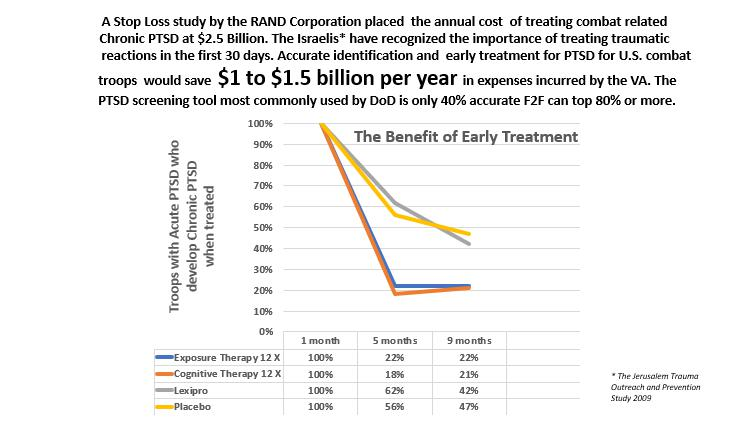 A Stop Loss study by the RAND Corporation placed the annual cost of treating combat related
Chronic PTSD at $2.5 Billion. The Israelis* have recognized the importance of treating traumatic
reactions in the first 30 days. Accurate identification and early treatment for PTSD for U.S. combat
troops would save $1 to $1.5 billion per year in expenses incurred by the VA. The
PTSD screening tool most commonly used by DoD is only 40% accurate F2F can top 80% or more.
The Benefit of Early Treatment
Troops with Acute PTSD who
develop Chronic PTSD
when treated
100%
90%
80%
70%
60%
50%
40%
30%
20%
10%
0%
1 month 5 months 9 months
Exposure Therapy 12 X 100% 22% 22%
Cognitive Therapy 12 X 100% 18% 21%
Lexipro 100% 62% 42%
Placebo 100% 56% 47%
* The Jerusalem Trauma
Outreach and Prevention
Study 2009